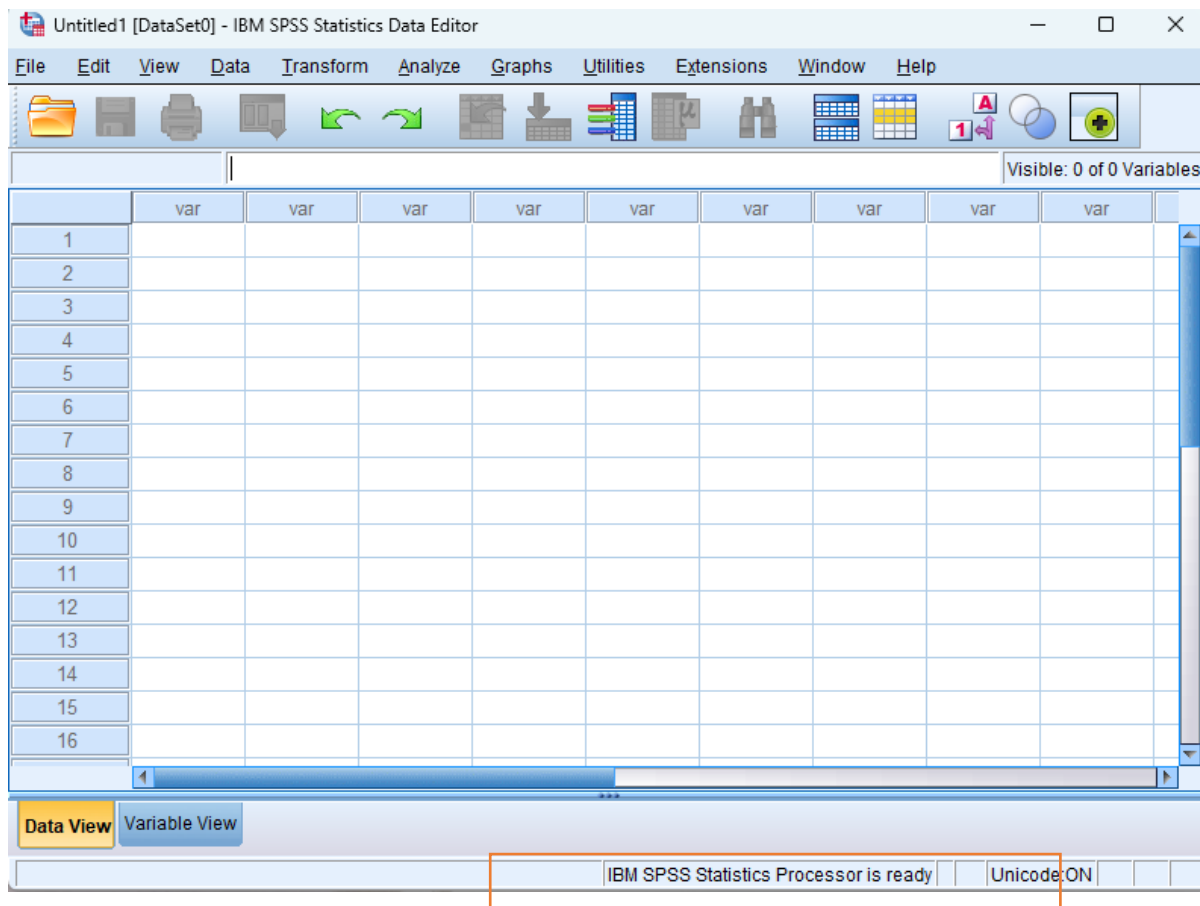 Untitled1 [DataSet0] - IBM SPSS Statistics Data Editor
File Edit View Data Transform Analyze Graphs Utilities Extensions Window Help
A
1
μ
Visible: 0 of 0 Variables
var var var var var var var var var
1
2
3
4
5
6
7
8
9
10
11
12
13
14
15
16
Data View Variable View
IBM SPSS Statistics Processor is ready Unicode:ON